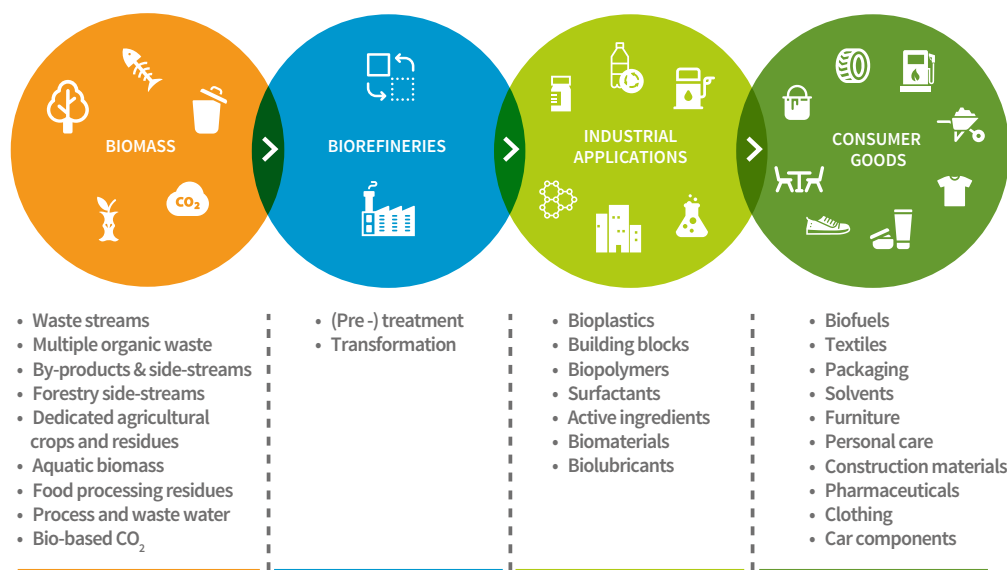 BIOMASS
CO₂
BIOREFINERIES
INDUSTRIAL
APPLICATIONS
CONSUMER
GOODS
• Waste streams
• Multiple organic waste
• By-products & side-streams
• Forestry side-streams
• Dedicated agricultural
crops and residues
• Aquatic biomass
• Food processing residues
• Process and waste water
• Bio-based CO₂
• (Pre -) treatment
• Transformation
• Bioplastics
• Building blocks
• Biopolymers
• Surfactants
• Active ingredients
• Biomaterials
• Biolubricants
• Biofuels
• Textiles
• Packaging
• Solvents
• Furniture
• Personal care
• Construction materials
• Pharmaceuticals
• Clothing
• Car components